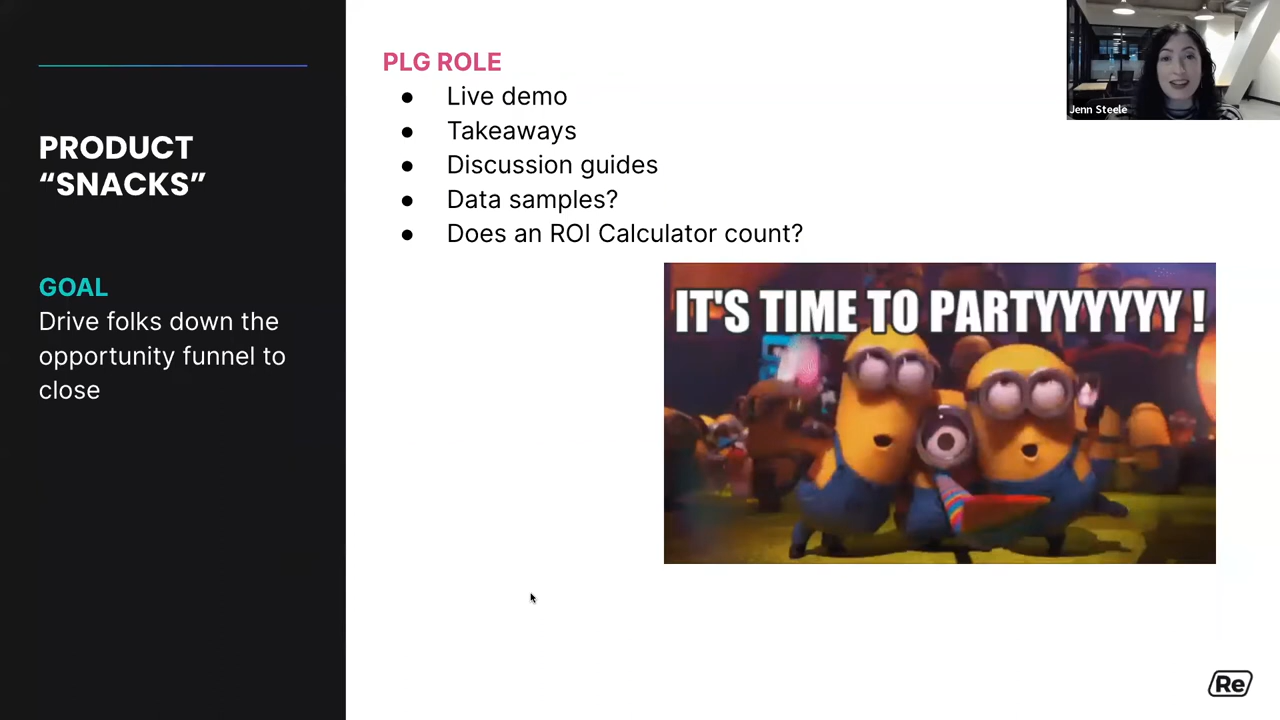 PRODUCT
“SNACKS”
GOAL
Drive folks down the
opportunity funnel to
close
PLG ROLE
● Live demo
● Takeaways
● Discussion guides
● Data samples?
● Does an ROI Calculator count?
IT'S TIME TO PARTYYYYYY !
Jenn Steele
Re